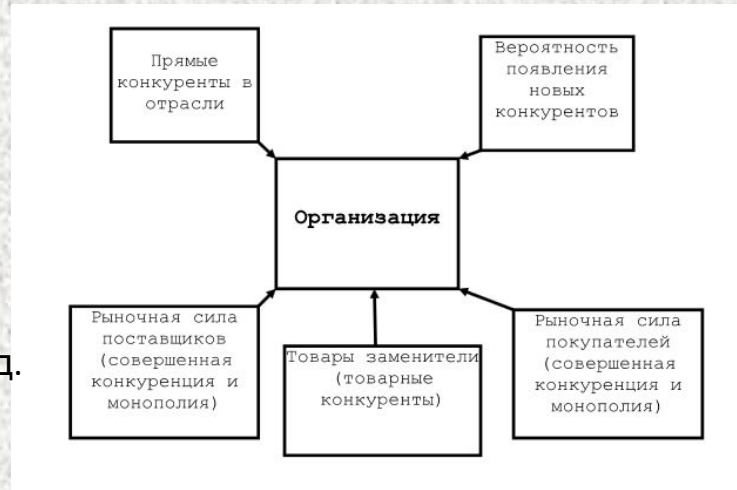 Прямые
конкуренты в
отрасли
Вероятность
появления
новых
конкурентов
Организация
Рыночная сила
поставщиков
(совершенная
конкуренция и
монополия)
Товары заменители
(товарные
конкуренты)
Рыночная сила
покупателей
(совершенная
конкуренция и
монополия)
д.